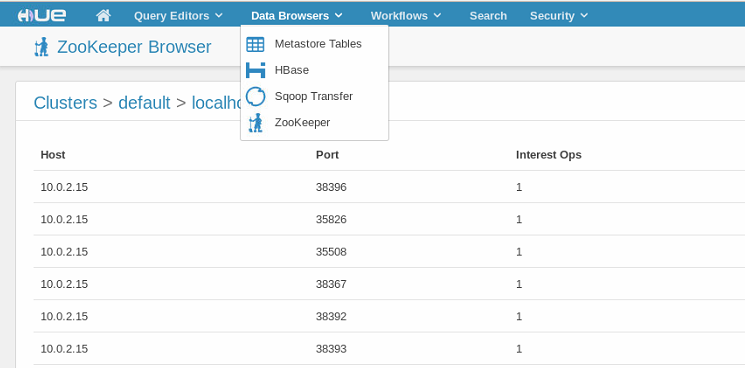 HUE Query Editors Data Browsers Workflows Search Security
ZooKeeper Browser
Metastore Tables
HBase
Sqoop Transfer
ZooKeeper
Clusters > default >
Host Port Interest Ops
10.0.2.15 38396 1
10.0.2.15 35826 1
10.0.2.15 35508 1
10.0.2.15 38367 1
10.0.2.15 38392 1
10.0.2.15 38393 1